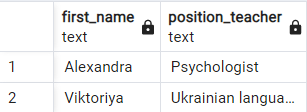 first_name position_teacher
text text
1 Alexandra Psychologist
2 Viktoriya Ukrainian langua...